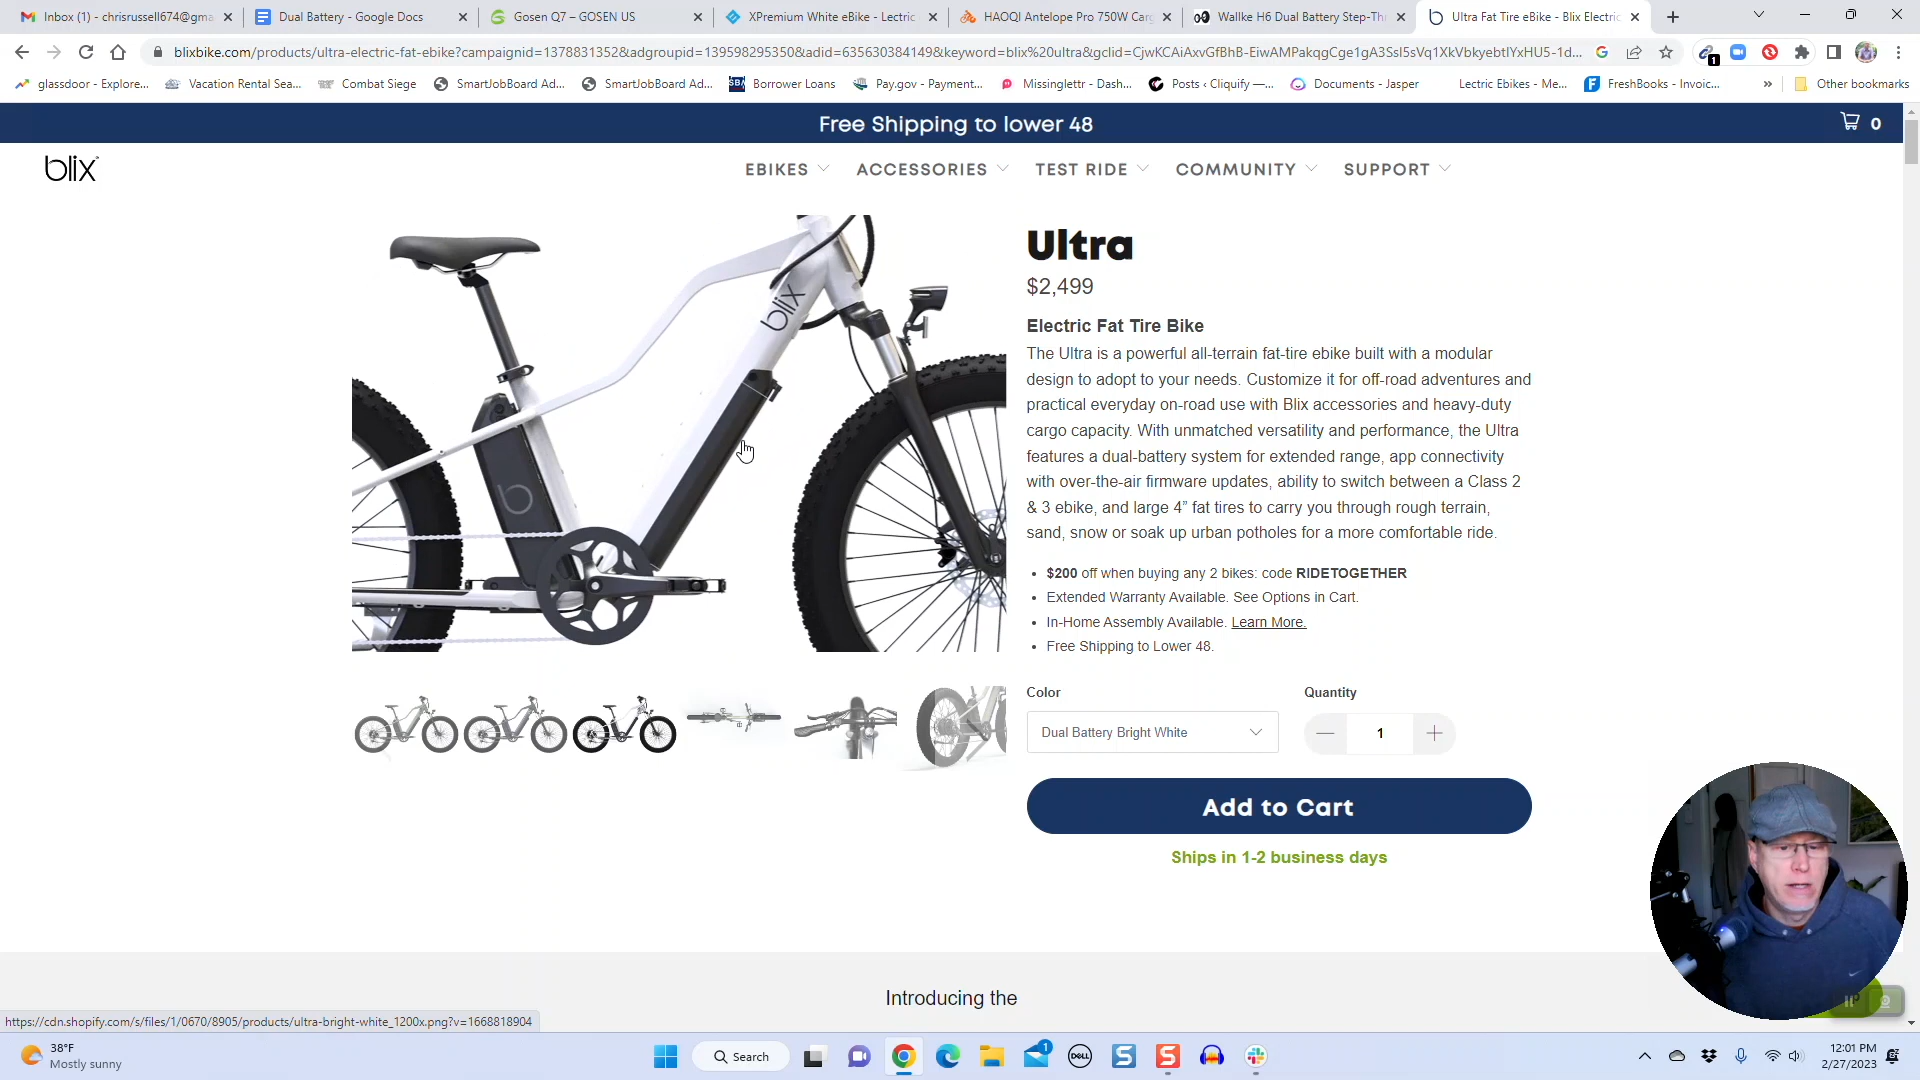 Inbox (1) - chrisrussell674@gma
Dual Battery - Google Docs
Gosen Q7 – GOSEN US
XPremium White eBike - Lectric
HAOQI Antelope Pro 750W Carg
Wallke H6 Dual Battery Step-Thr
Ultra Fat Tire eBike - Blix Electric
blixbike.com/products/ultra-electric-fat-ebike?campaignid=1378831352&adgroupid=139598295350&adid=635630384149&keyword=blix%20ultra&gclid=CjwKCAiAxvGfBhB-EiwAMPakqgCge1gA3SsI5sVq1XkVbkyebtlYxHU5-1d...
glassdoor - Explore...
Vacation Rental Sea...
Combat Siege
SmartJobBoard Ad...
SmartJobBoard Ad...
Borrower Loans
Pay.gov - Payment...
Missinglettr - Dash...
Posts ‹ Cliquify —...
Documents - Jasper
Lectric Ebikes - Me...
FreshBooks - Invoic...
»
Other bookmarks
Free Shipping to lower 48
0
blix
EBIKES
ACCESSORIES
TEST RIDE
COMMUNITY
SUPPORT
blix
b
Ultra
$2,499
Electric Fat Tire Bike
The Ultra is a powerful all-terrain fat-tire ebike built with a modular
design to adopt to your needs. Customize it for off-road adventures and
practical everyday on-road use with Blix accessories and heavy-duty
cargo capacity. With unmatched versatility and performance, the Ultra
features a dual-battery system for extended range, app connectivity
with over-the-air firmware updates, ability to switch between a Class 2
& 3 ebike, and large 4” fat tires to carry you through rough terrain,
sand, snow or soak up urban potholes for a more comfortable ride.
• $200 off when buying any 2 bikes: code RIDETOGETHER
• Extended Warranty Available. See Options in Cart.
• In-Home Assembly Available. Learn More.
• Free Shipping to Lower 48.
Color
Quantity
Dual Battery Bright White
1
Add to Cart
Ships in 1-2 business days
Introducing the
https://cdn.shopify.com/s/files/1/0670/8905/products/ultra-bright-white_1200x.png?v=1668818904
38°F
Mostly sunny
Search
1
DELL
S
S
12:01 PM
2/27/2023